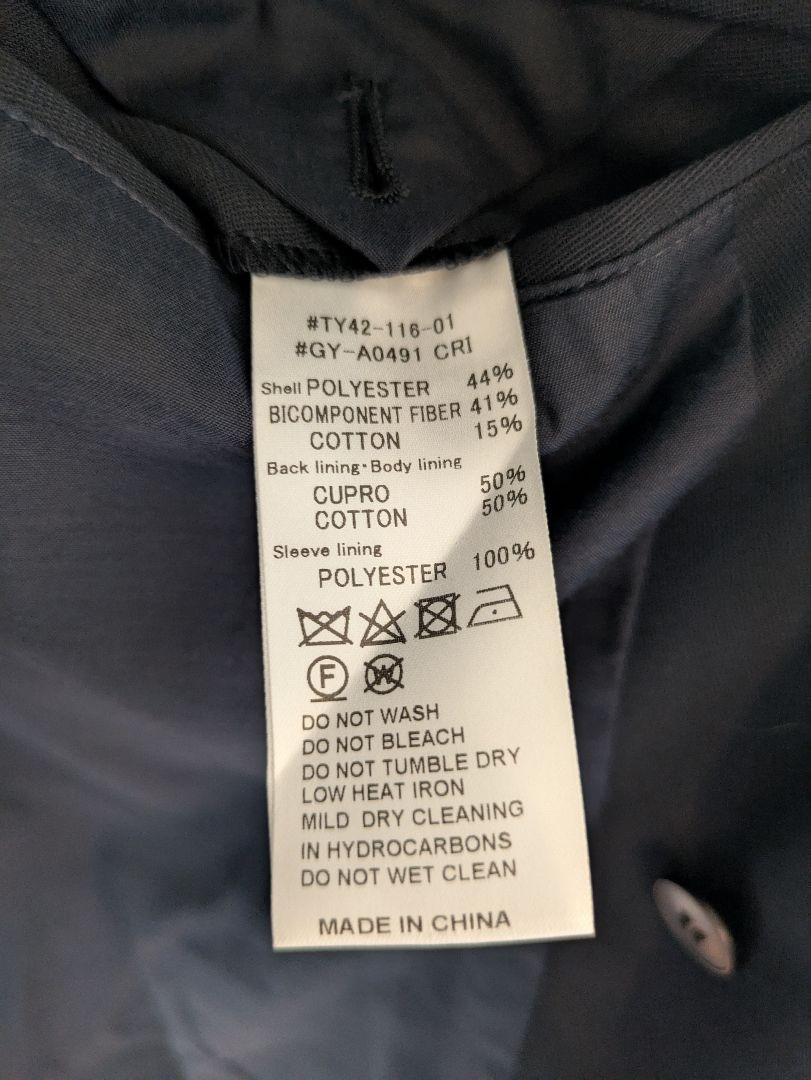 #TY42-116-01
#GY-A0491 CRI
Shell POLYESTER 44%
BICOMPONENT FIBER 41%
COTTON 15%
Back lining・Body lining
CUPRO 50%
COTTON 50%
Sleeve lining
POLYESTER 100%
F W
DO NOT WASH
DO NOT BLEACH
DO NOT TUMBLE DRY
LOW HEAT IRON
MILD DRY CLEANING
IN HYDROCARBONS
DO NOT WET CLEAN
MADE IN CHINA